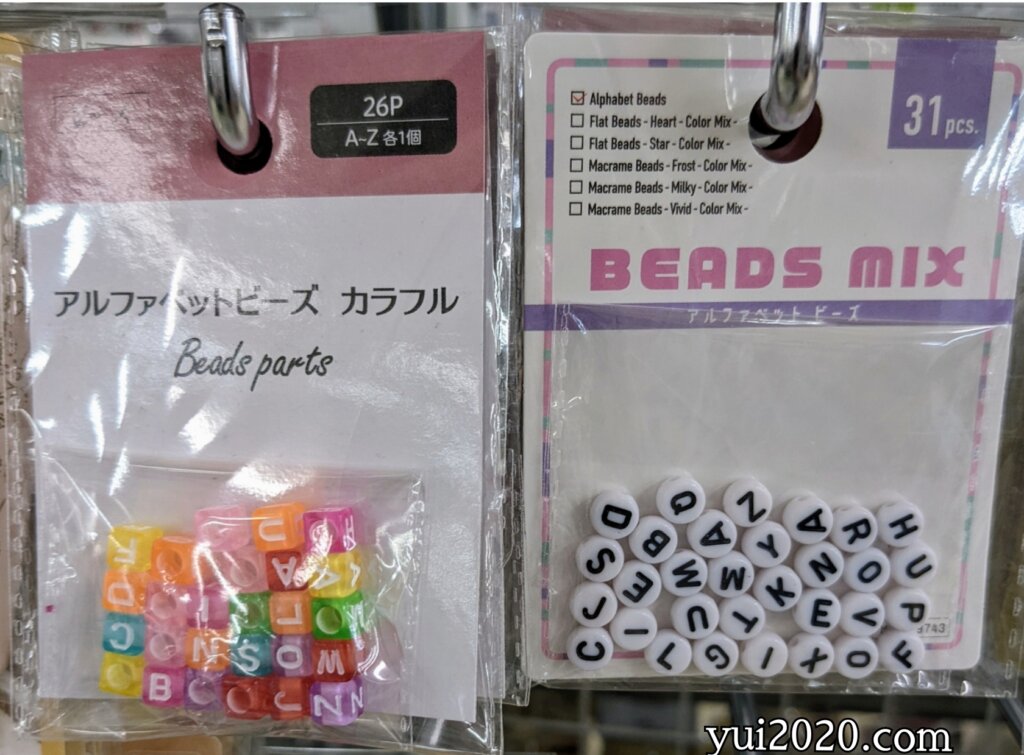 26P
A~Z 各1個
アルファベットビーズ カラフル
Beads parts
31pcs.
Alphabet Beads
Flat Beads - Heart - Color Mix -
Flat Beads - Star - Color Mix -
Macrame Beads - Frost - Color Mix -
Macrame Beads - Milky - Color Mix -
Macrame Beads - Vivid - Color Mix -
BEADS MIX
アルファベット ビーズ
D Q Z A R H
S B A Y N O U
J E W M K E V P
C I L U G T I X O F
yui2020.com